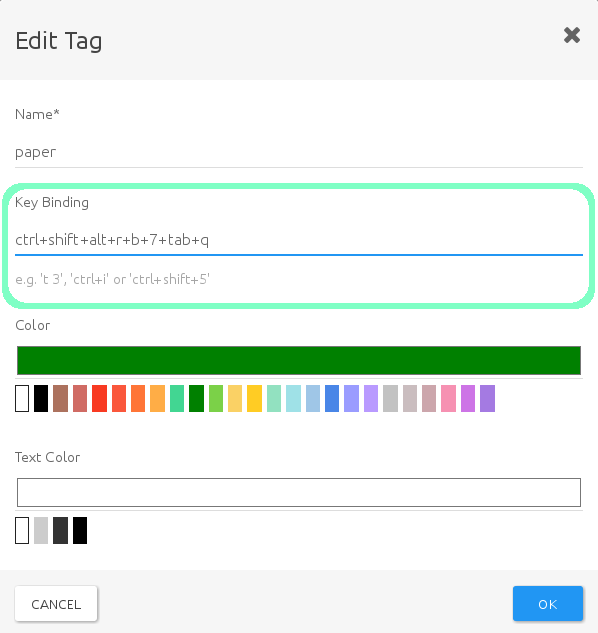 Edit Tag
Name*
paper
Key Binding
ctrl+shift+alt+r+b+7+tab+q
e.g. 't 3', 'ctrl+i' or 'ctrl+shift+5'
Color
Text Color
CANCEL
OK